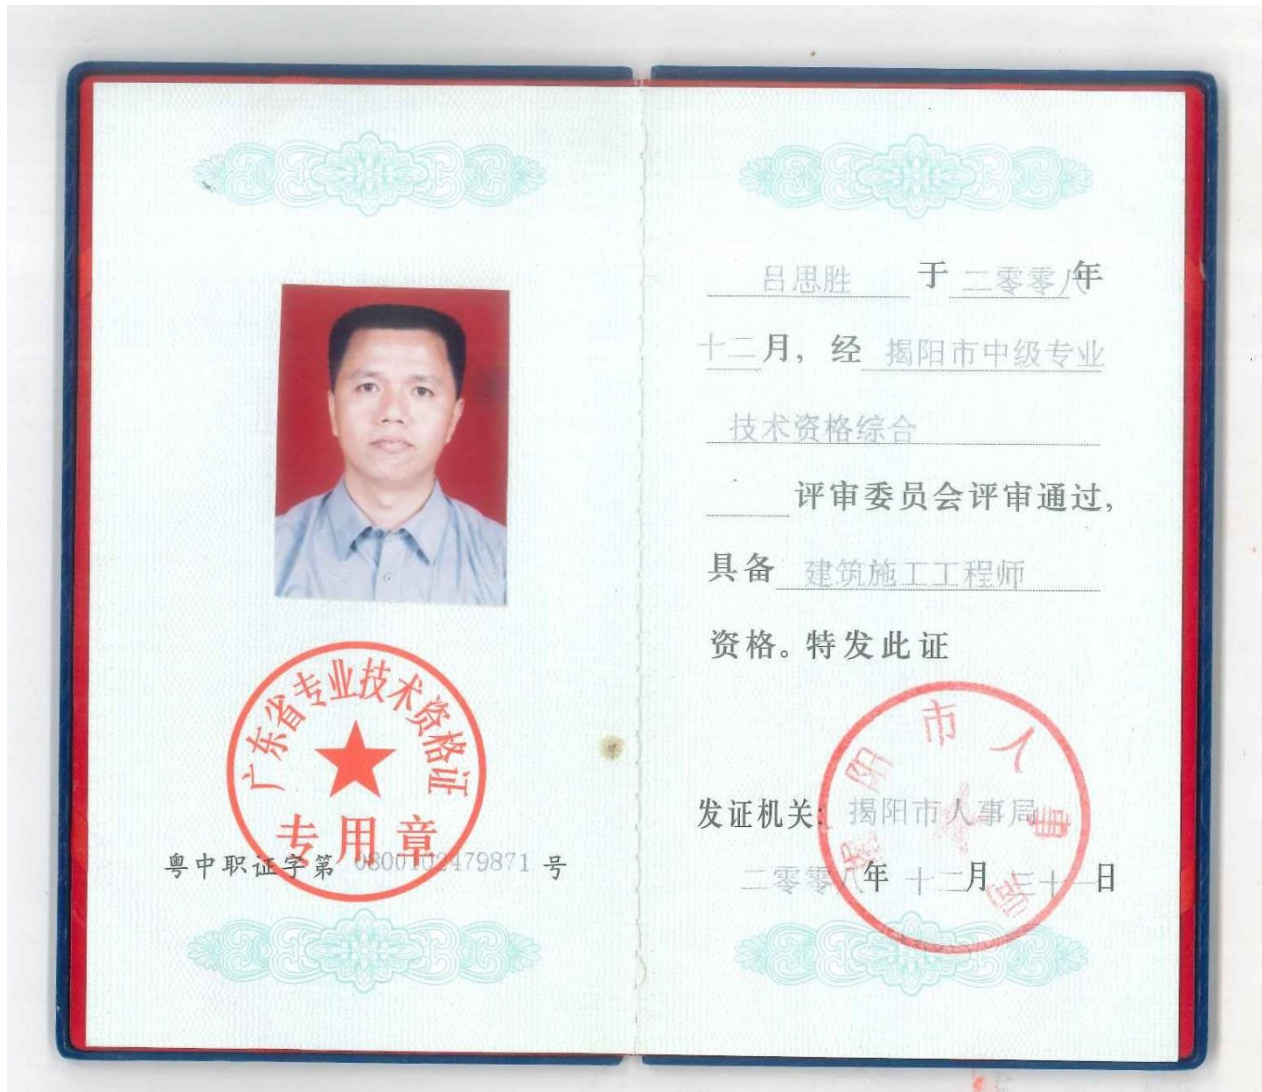 广东省专业技术资格证
专用章
粤中职证字第 0800102479871 号
吕思胜 于 二零零八年
十二月，经 揭阳市中级专业
技术资格综合
评审委员会评审通过，
具备 建筑施工工程师
资格。特发此证
揭阳市人事局
发证机关：揭阳市人事局
二零零八年 十二月 三十一日